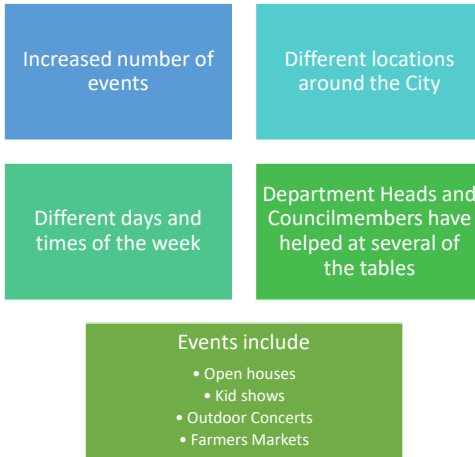 Increased number of
events
Different locations
around the City
Different days and
times of the week
Department Heads and
Councilmembers have
helped at several of
the tables
Events include
• Open houses
• Kid shows
• Outdoor Concerts
• Farmers Markets